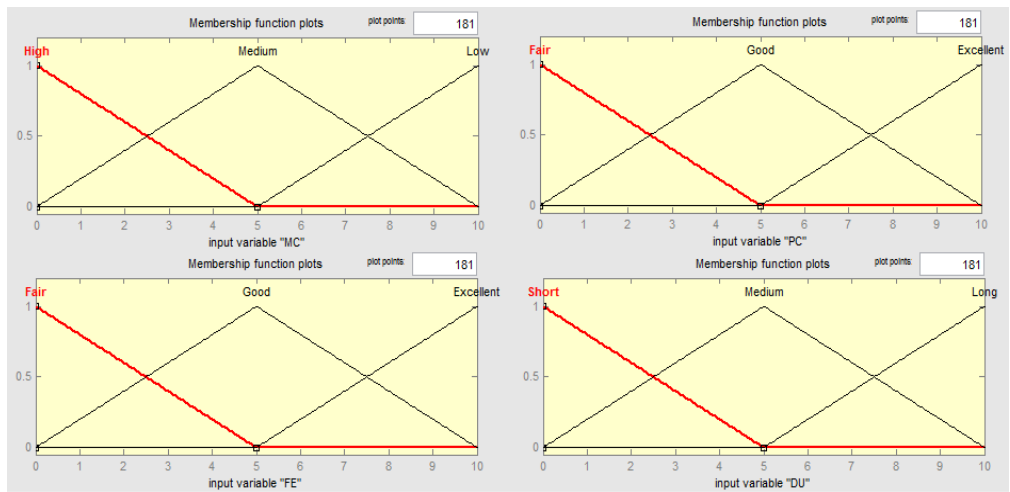 Membership function plots plot points: 181
High Medium Low
1
0.5
0
0 1 2 3 4 5 6 7 8 9 10
input variable "MC"
Membership function plots plot points: 181
Fair Good Excellent
1
0.5
0
0 1 2 3 4 5 6 7 8 9 10
input variable "PC"
Membership function plots plot points: 181
Fair Good Excellent
1
0.5
0
0 1 2 3 4 5 6 7 8 9 10
input variable "FE"
Membership function plots plot points: 181
Short Medium Long
1
0.5
0
0 1 2 3 4 5 6 7 8 9 10
input variable "DU"